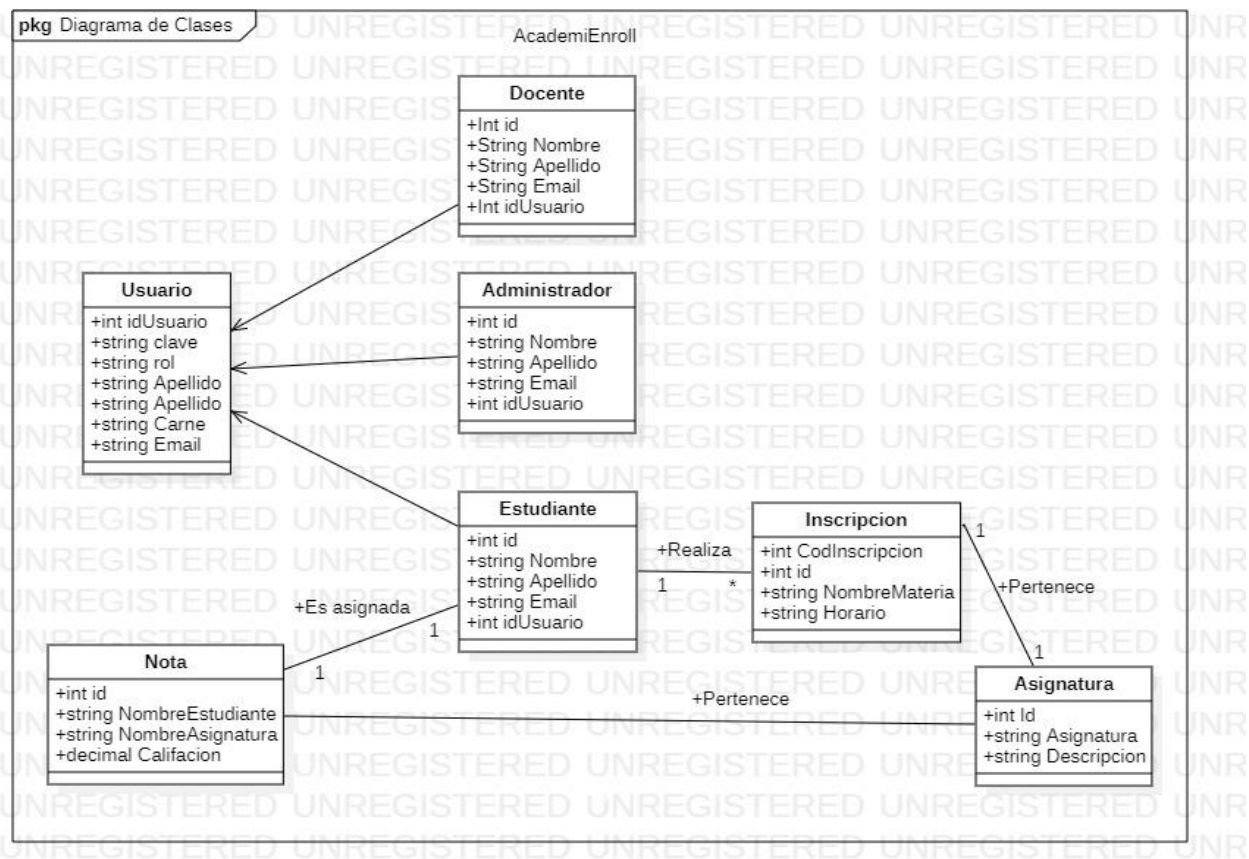 pkg Diagrama de Clases
AcademiEnroll
Docente
+Int id
+String Nombre
+String Apellido
+String Email
+Int idUsuario
Usuario
+int idUsuario
+string clave
+string rol
+string Apellido
+string Apellido
+string Carne
+string Email
Administrador
+int id
+string Nombre
+string Apellido
+string Email
+int idUsuario
Estudiante
+int id
+string Nombre
+string Apellido
+string Email
+int idUsuario
+Realiza
1
*
Inscripcion
+int CodInscripcion
+int id
+string NombreMateria
+string Horario
1
+Pertenece
1
+Es asignada
1
1
Nota
+int id
+string NombreEstudiante
+string NombreAsignatura
+decimal Califacion
+Pertenece
Asignatura
+int Id
+string Asignatura
+string Descripcion
UNREGISTERED